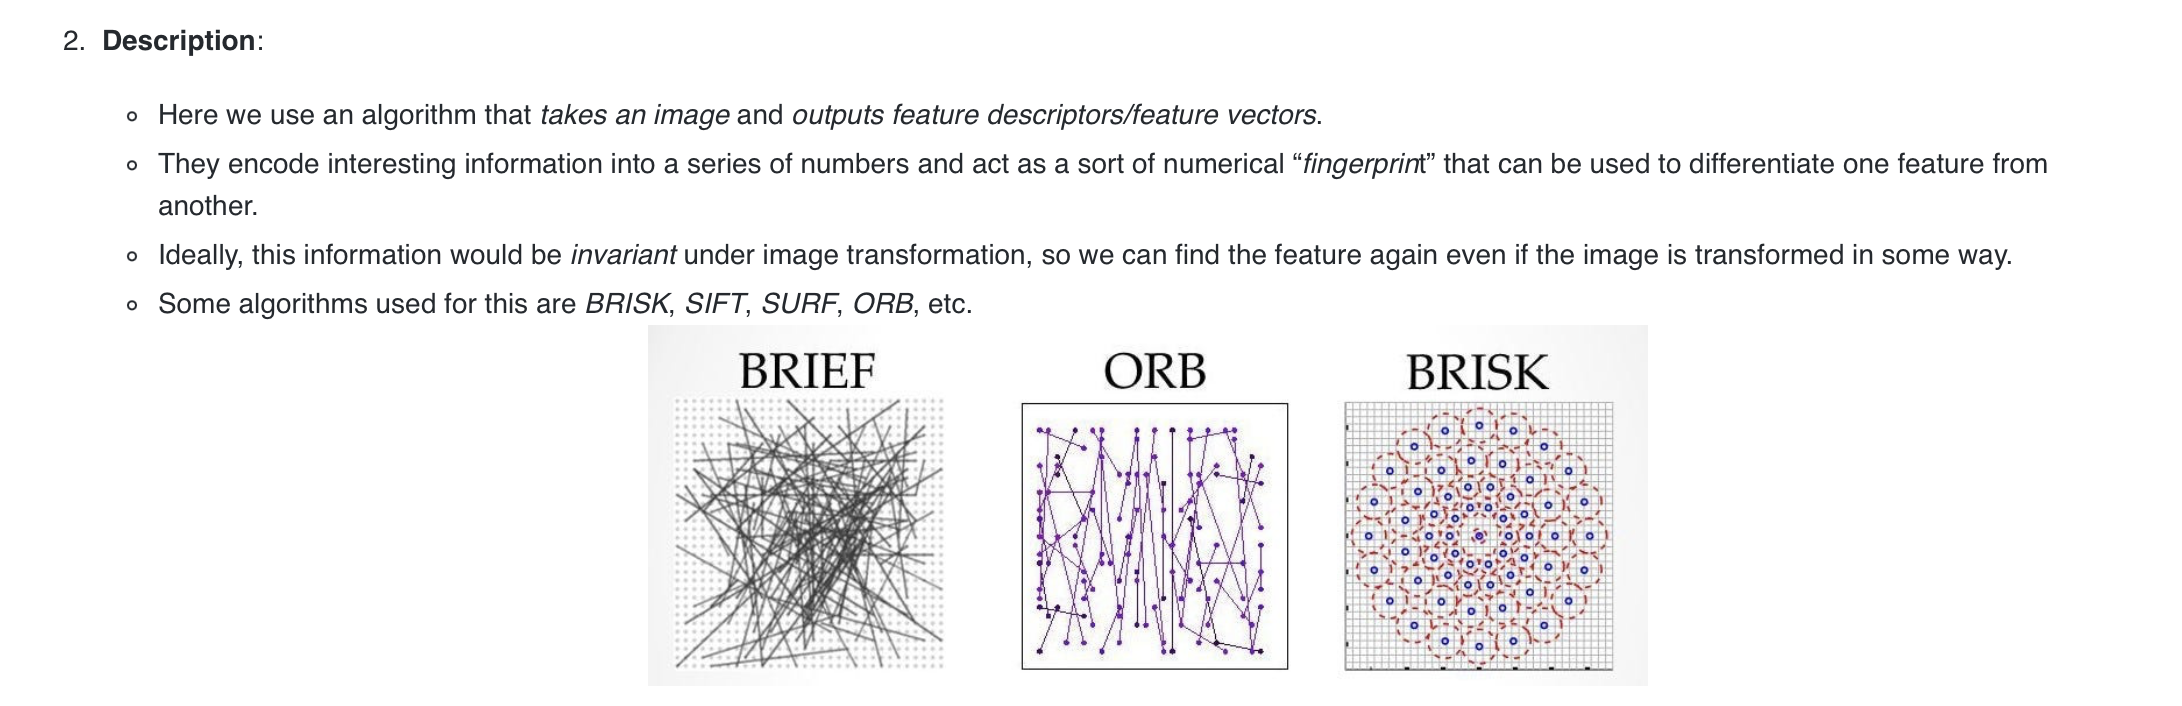 2. Description:
Here we use an algorithm that takes an image and outputs feature descriptors/feature vectors.
They encode interesting information into a series of numbers and act as a sort of numerical “fingerprint” that can be used to differentiate one feature from
another.
Ideally, this information would be invariant under image transformation, so we can find the feature again even if the image is transformed in some way.
Some algorithms used for this are BRISK, SIFT, SURF, ORB, etc.
BRIEF ORB BRISK